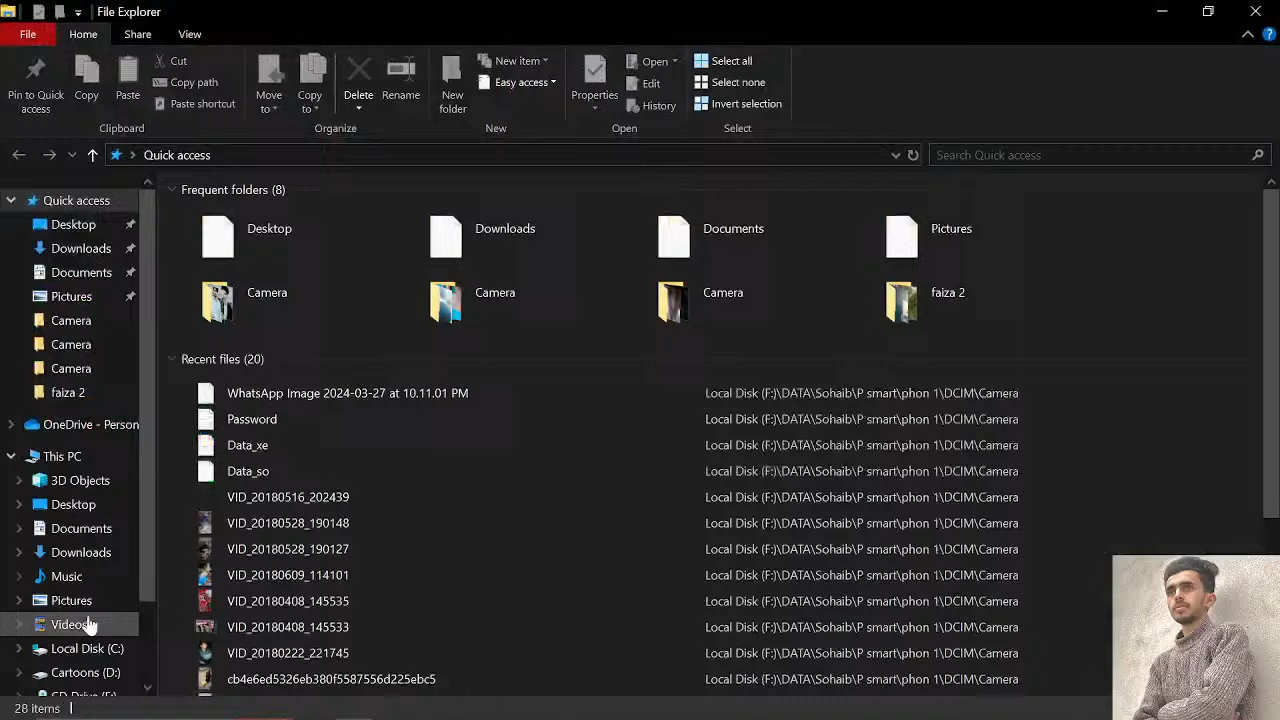 File Explorer
File Home Share View
Pin to Quick access
Copy
Paste
Cut
Copy path
Paste shortcut
Clipboard
Move to
Copy to
Delete
Rename
Organize
New folder
New item
Easy access
New
Properties
Open
Edit
History
Open
Select all
Select none
Invert selection
Select
Quick access
Search Quick access
Quick access
Desktop
Downloads
Documents
Pictures
Camera
Camera
Camera
faiza 2
OneDrive - Person
This PC
3D Objects
Desktop
Documents
Downloads
Music
Pictures
Videos
Local Disk (C:)
Cartoons (D:)
Frequent folders (8)
Desktop Downloads Documents Pictures
Camera Camera Camera faiza 2
Recent files (20)
WhatsApp Image 2024-03-27 at 10.11.01 PM Local Disk (F:)\DATA\Sohaib\P smart\phon 1\DCIM\Camera
Password Local Disk (F:)\DATA\Sohaib\P smart\phon 1\DCIM\Camera
Data_xe Local Disk (F:)\DATA\Sohaib\P smart\phon 1\DCIM\Camera
Data_so Local Disk (F:)\DATA\Sohaib\P smart\phon 1\DCIM\Camera
VID_20180516_202439 Local Disk (F:)\DATA\Sohaib\P smart\phon 1\DCIM\Camera
VID_20180528_190148 Local Disk (F:)\DATA\Sohaib\P smart\phon 1\DCIM\Camera
VID_20180528_190127 Local Disk (F:)\DATA\Sohaib\P smart\phon 1\DCIM\Camera
VID_20180609_114101 Local Disk (F:)\DATA\Sohaib\P smart\phon 1\DCIM\Camera
VID_20180408_145535 Local Disk (F:)\DATA\Sohaib\P smart\phon 1\DCIM\Camera
VID_20180408_145533 Local Disk (F:)\DATA\Sohaib\P smart\phon 1\DCIM\Camera
VID_20180222_221745 Local Disk (F:)\DATA\Sohaib\P smart\phon 1\DCIM\Camera
cb4e6ed5326eb380f5587556d225ebc5 Local Disk (F:)\DATA\Sohaib\P smart\phon 1\DCIM\Camera
28 items